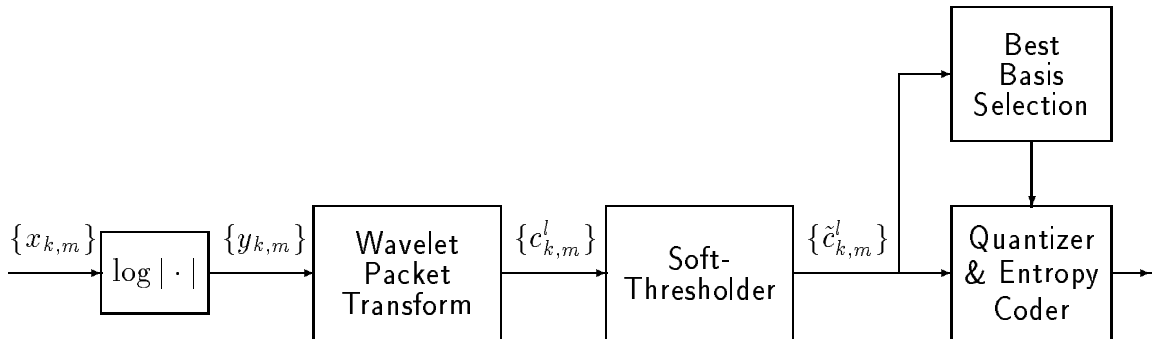 Best
Basis
Selection
{x_{k,m}}
log | · |
{y_{k,m}}
Wavelet
Packet
Transform
{c^l_{k,m}}
Soft-
Thresholder
{c̃^l_{k,m}}
Quantizer
& Entropy
Coder